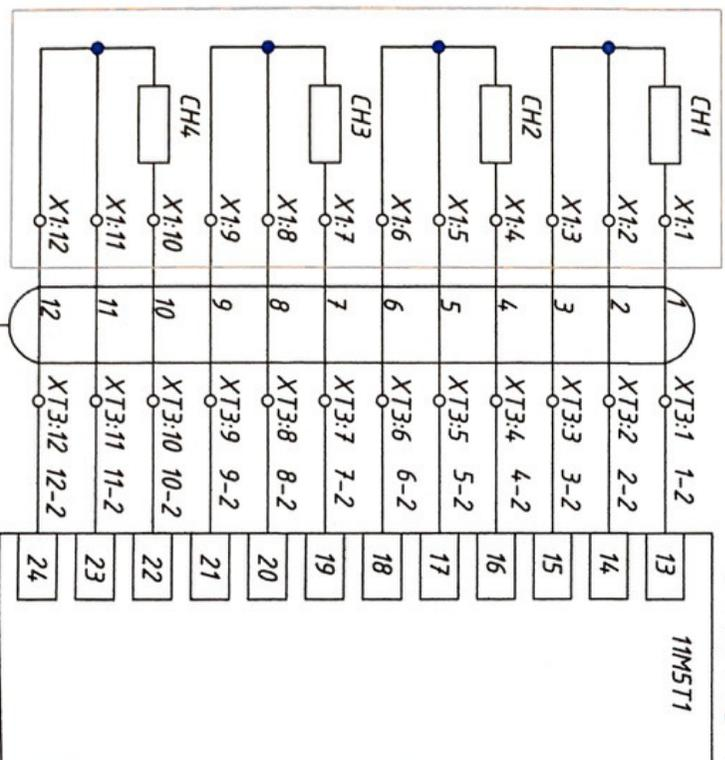 CH1
CH2
CH3
CH4
X1:1
X1:2
X1:3
X1:4
X1:5
X1:6
X1:7
X1:8
X1:9
X1:10
X1:11
X1:12
1
2
3
4
5
6
7
8
9
10
11
12
XT3:1 1-2
XT3:2 2-2
XT3:3 3-2
XT3:4 4-2
XT3:5 5-2
XT3:6 6-2
XT3:7 7-2
XT3:8 8-2
XT3:9 9-2
XT3:10 10-2
XT3:11 11-2
XT3:12 12-2
13
14
15
16
17
18
19
20
21
22
23
24
11M5T1